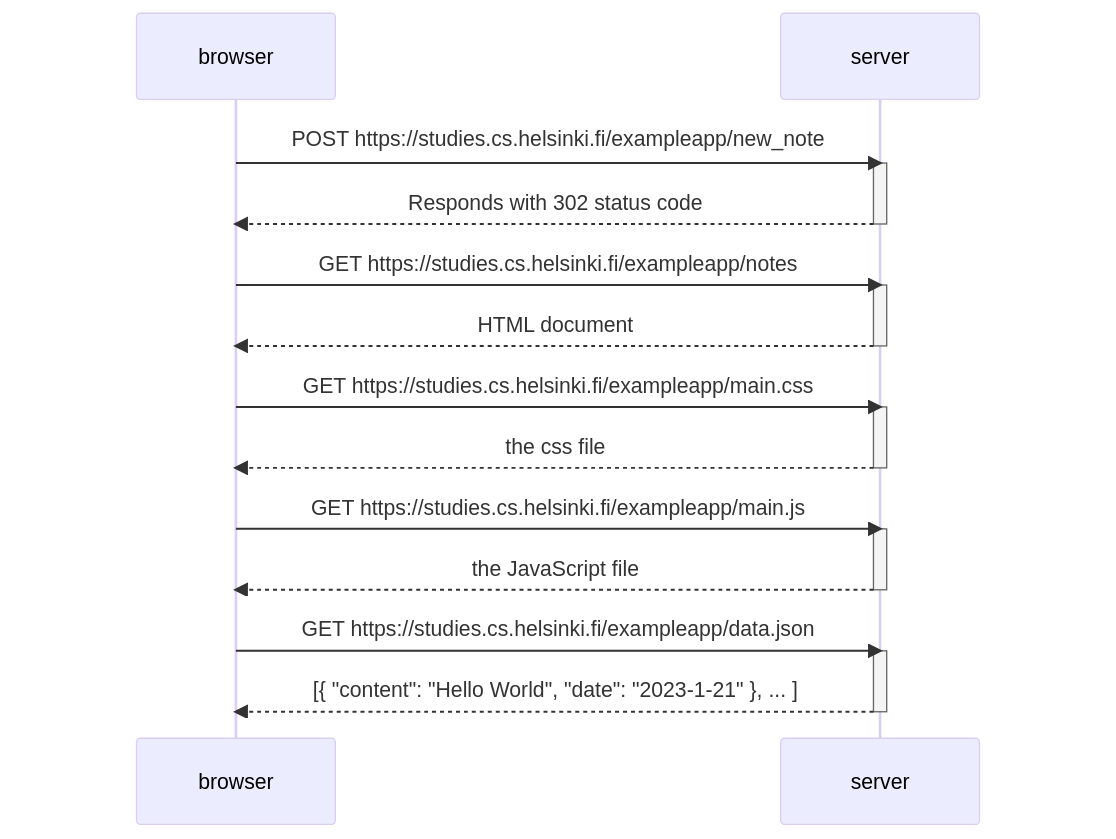 browser
server
POST https://studies.cs.helsinki.fi/exampleapp/new_note
Responds with 302 status code
GET https://studies.cs.helsinki.fi/exampleapp/notes
HTML document
GET https://studies.cs.helsinki.fi/exampleapp/main.css
the css file
GET https://studies.cs.helsinki.fi/exampleapp/main.js
the JavaScript file
GET https://studies.cs.helsinki.fi/exampleapp/data.json
[{ "content": "Hello World", "date": "2023-1-21" }, ... ]
browser
server